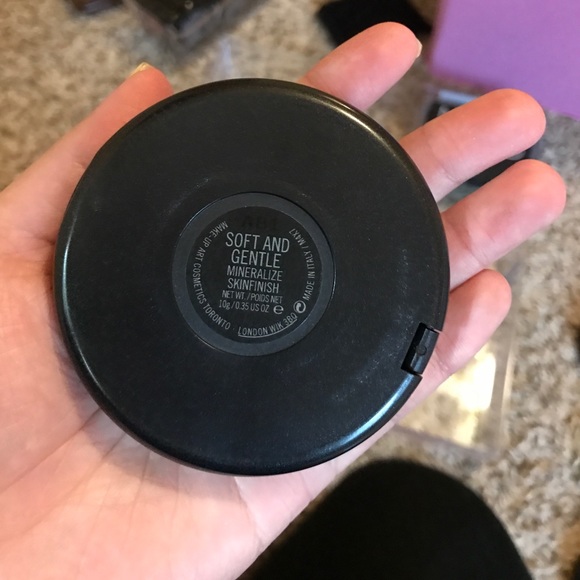 SOFT AND
GENTLE
MINERALIZE
SKINFINISH
NET WT./POIDS NET
10g/0.35 US OZ e
MAKE-UP ART COSMETICS TORONTO LONDON W1K-3BQ MADE IN ITALY /